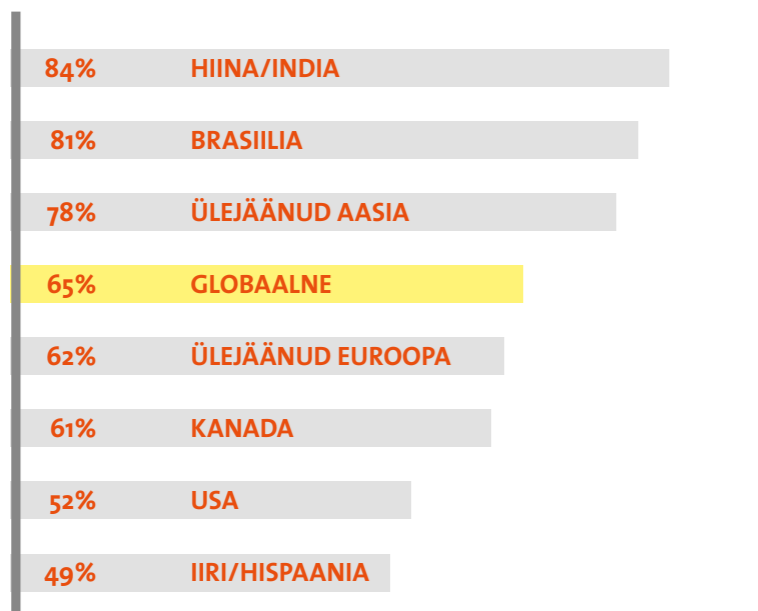 84% HIINA/INDIA
81% BRASIILIA
78% ÜLEJÄÄNUD AASIA
65% GLOBAALNE
62% ÜLEJÄÄNUD EUROOPA
61% KANADA
52% USA
49% IIRI/HISPAANIA